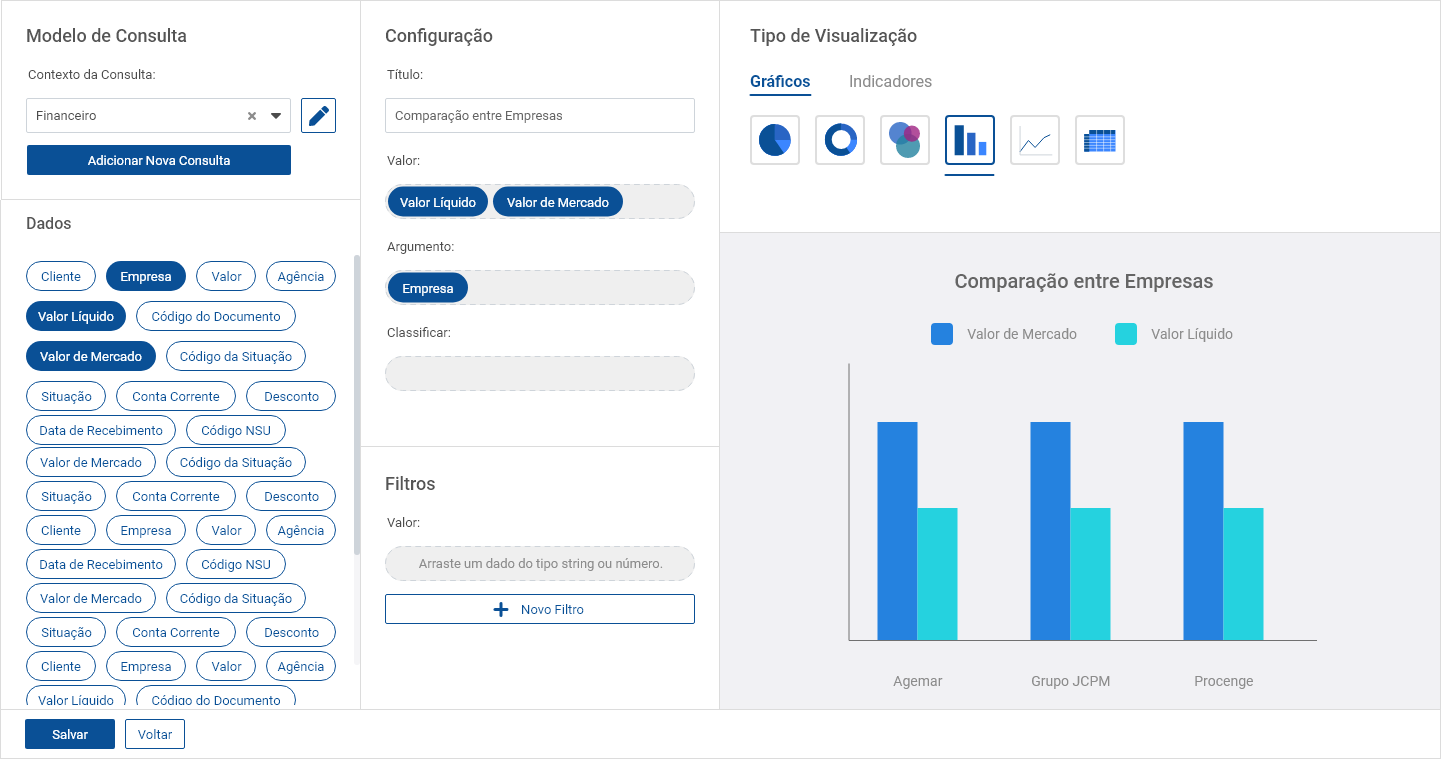 Modelo de Consulta
Contexto da Consulta:
Financeiro
Adicionar Nova Consulta
Dados
Cliente Empresa Valor Agência
Valor Líquido Código do Documento
Valor de Mercado Código da Situação
Situação Conta Corrente Desconto
Data de Recebimento Código NSU
Valor de Mercado Código da Situação
Situação Conta Corrente Desconto
Cliente Empresa Valor Agência
Data de Recebimento Código NSU
Valor de Mercado Código da Situação
Situação Conta Corrente Desconto
Cliente Empresa Valor Agência
Valor Líquido Código do Documento
Configuração
Título:
Comparação entre Empresas
Valor:
Valor Líquido Valor de Mercado
Argumento:
Empresa
Classificar:
Filtros
Valor:
Arraste um dado do tipo string ou número.
Novo Filtro
Tipo de Visualização
Gráficos Indicadores
Comparação entre Empresas
Valor de Mercado Valor Líquido
Agemar Grupo JCPM Procenge
Salvar Voltar